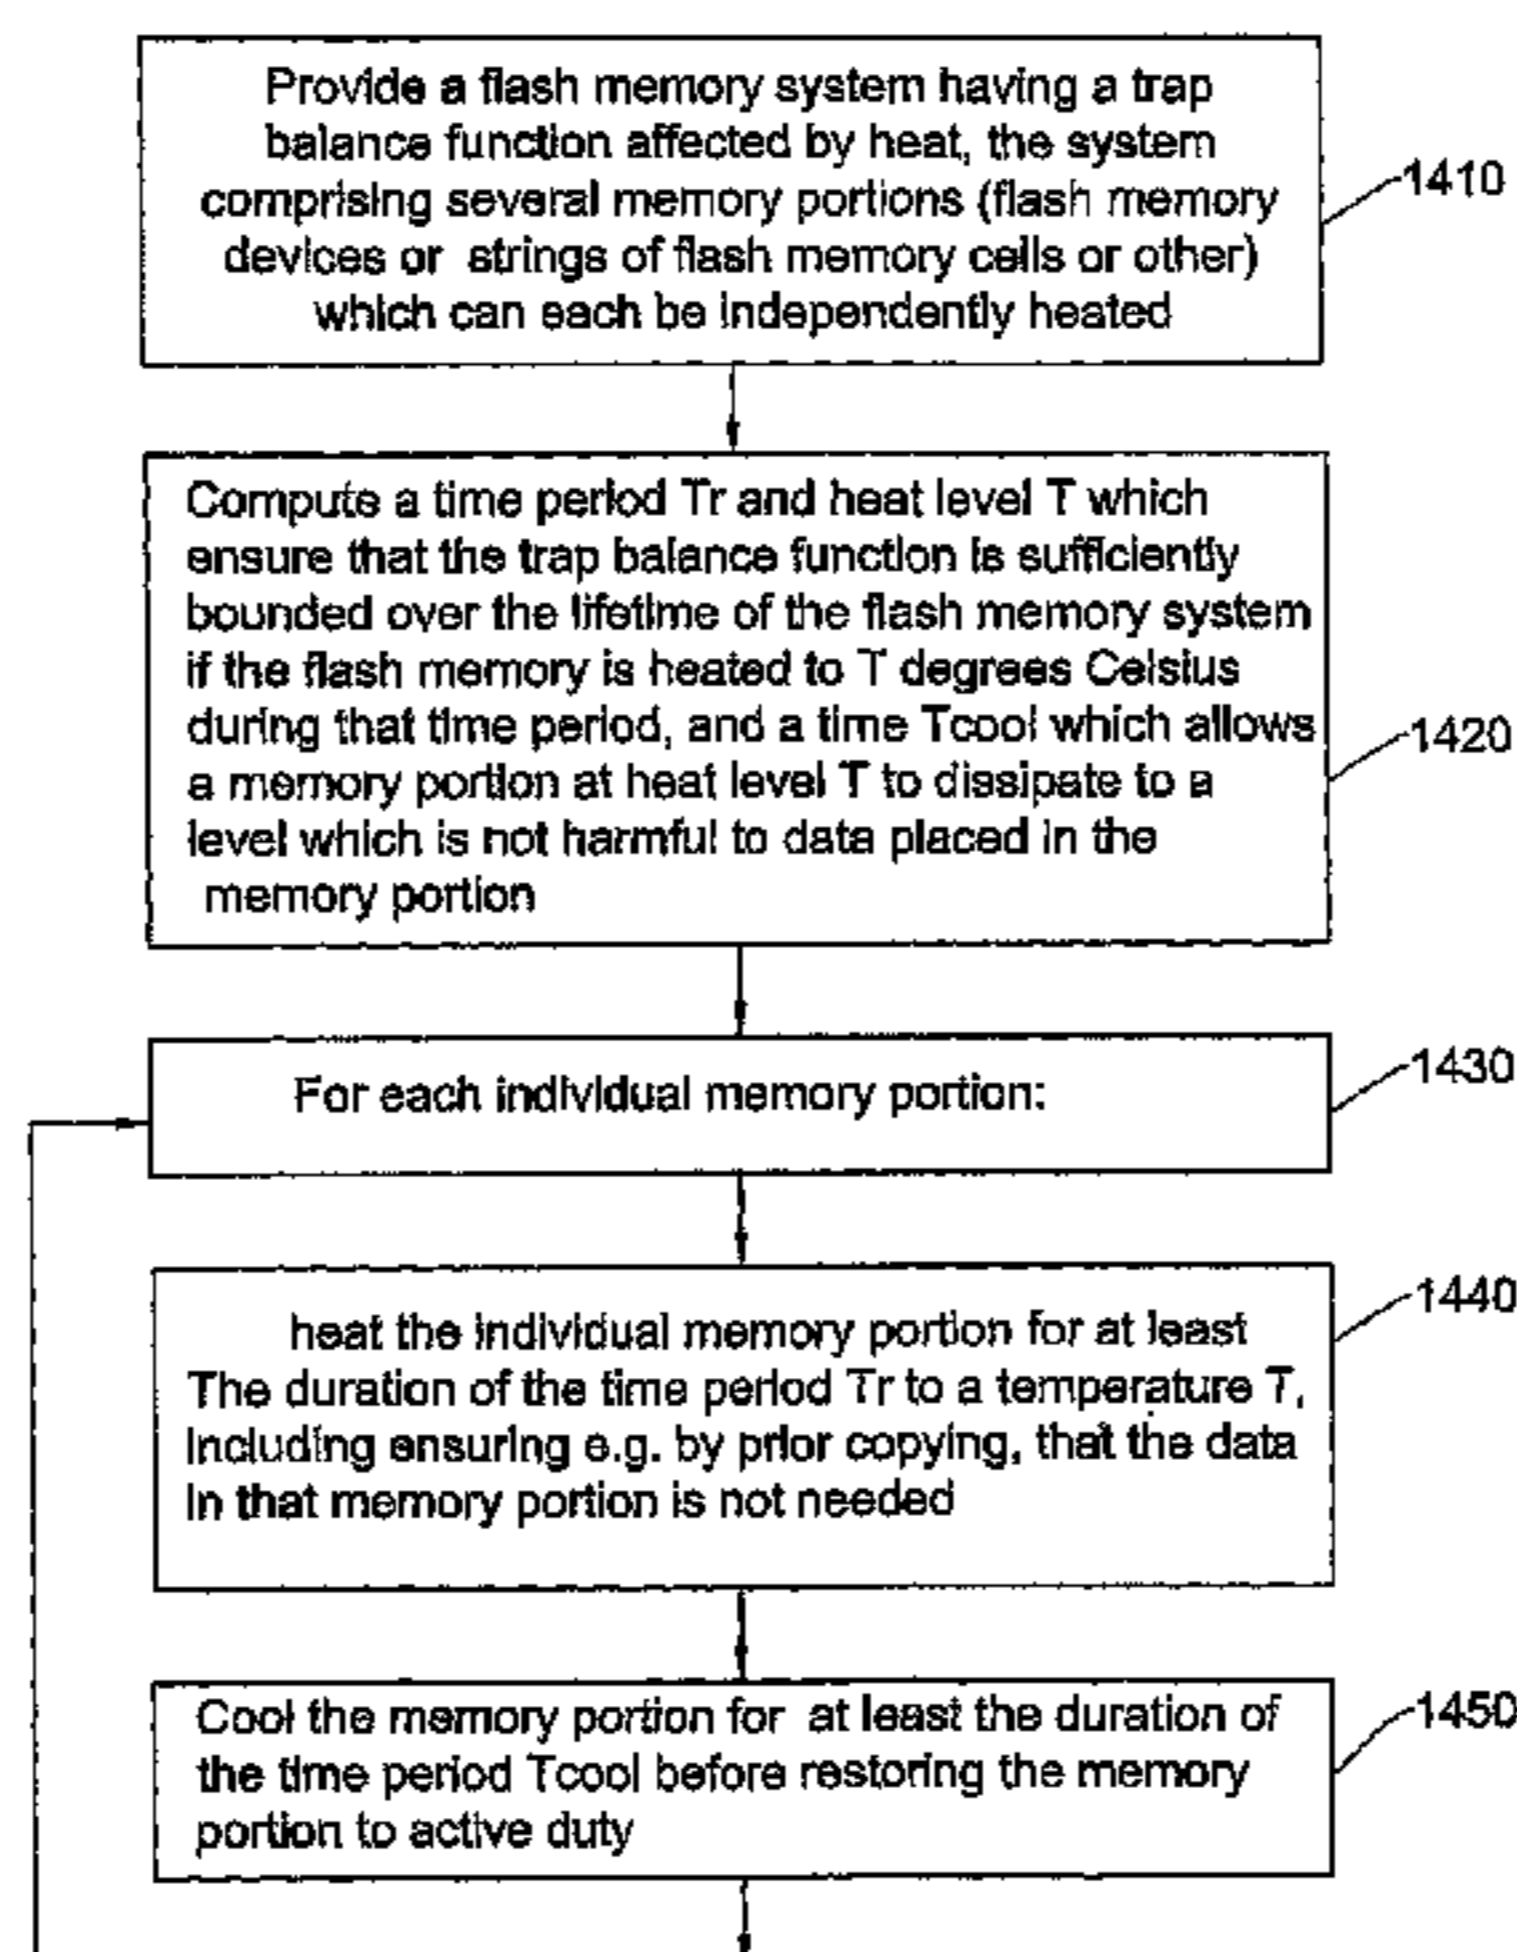 Provide a flash memory system having a trap
balance function affected by heat, the system
comprising several memory portions (flash memory
devices or strings of flash memory cells or other)
which can each be independently heated
1410
Compute a time period Tr and heat level T which
ensure that the trap balance function is sufficiently
bounded over the lifetime of the flash memory system
if the flash memory is heated to T degrees Celsius
during that time period, and a time Tcool which allows
a memory portion at heat level T to dissipate to a
level which is not harmful to data placed in the
memory portion
1420
For each individual memory portion:
1430
heat the individual memory portion for at least
The duration of the time period Tr to a temperature T,
including ensuring e.g. by prior copying, that the data
in that memory portion is not needed
1440
Cool the memory portion for at least the duration of
the time period Tcool before restoring the memory
portion to active duty
1450